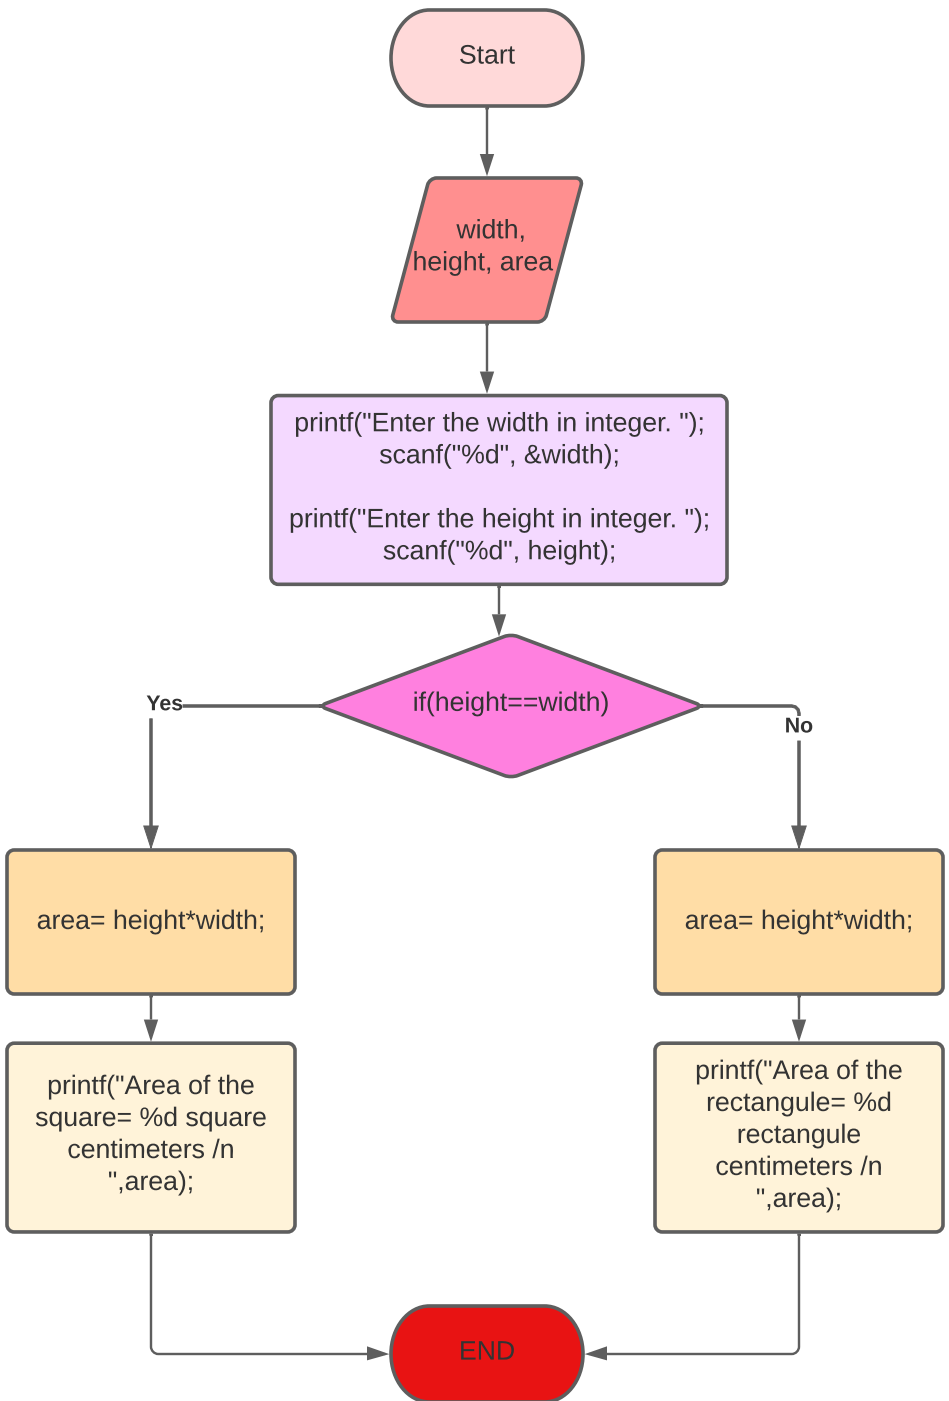 Start
width,
height, area
printf("Enter the width in integer. ");
scanf("%d", &width);
printf("Enter the height in integer. ");
scanf("%d", height);
if(height==width)
Yes
No
area= height*width;
area= height*width;
printf("Area of the
square= %d square
centimeters /n
",area);
printf("Area of the
rectangule= %d
rectangule
centimeters /n
",area);
END